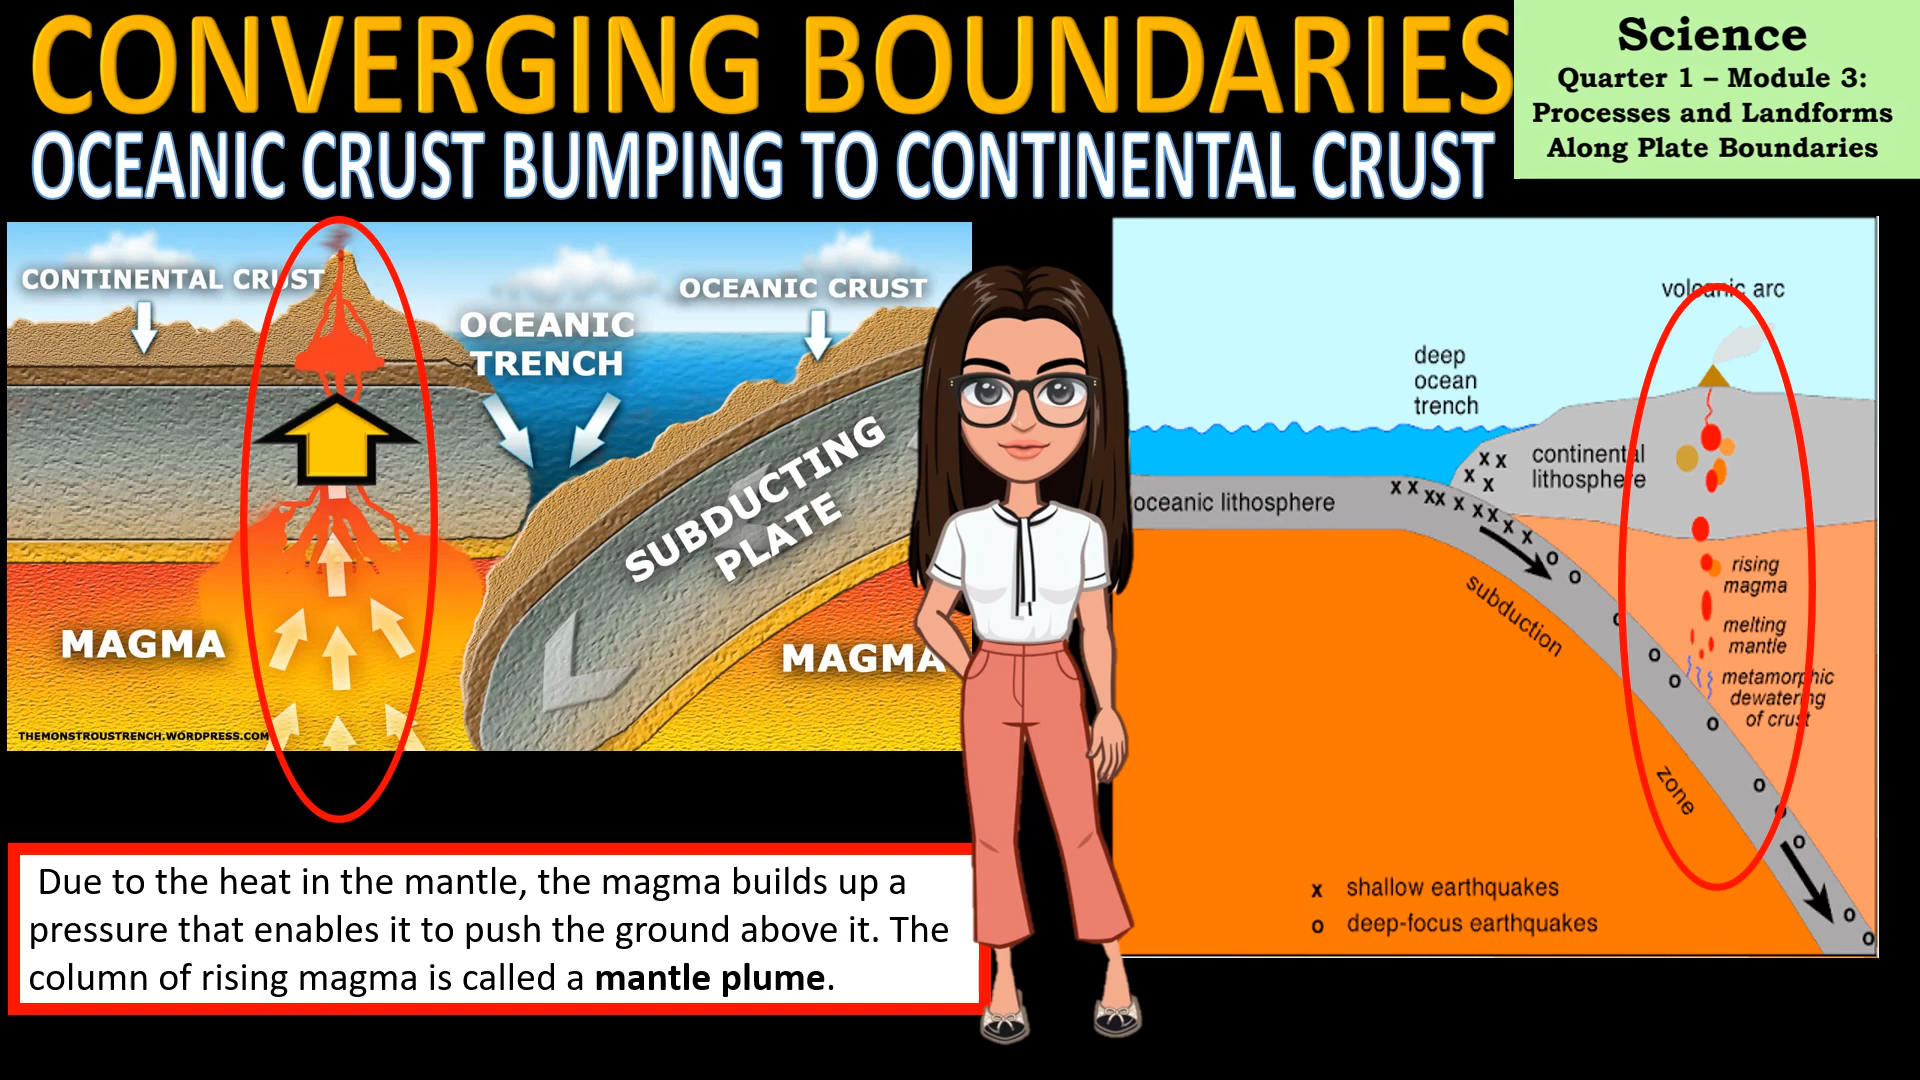 CONVERGING BOUNDARIES
OCEANIC CRUST BUMPING TO CONTINENTAL CRUST
Science
Quarter 1 – Module 3:
Processes and Landforms
Along Plate Boundaries
CONTINENTAL CRUST
OCEANIC
TRENCH
OCEANIC CRUST
SUBDUCTING
PLATE
MAGMA
MAGMA
THEMONSTROUSTRENCH.WORDPRESS.COM
volcanic arc
deep
ocean
trench
continental
lithosphere
oceanic lithosphere
subduction
zone
rising
magma
melting
mantle
metamorphic
dewatering
of crust
x shallow earthquakes
o deep-focus earthquakes
Due to the heat in the mantle, the magma builds up a
pressure that enables it to push the ground above it. The
column of rising magma is called a mantle plume.